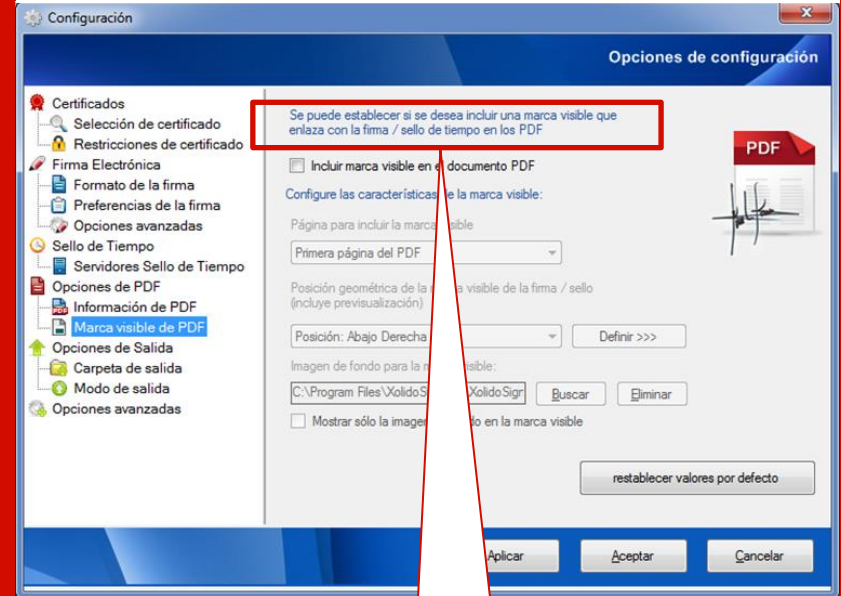 Configuración
Opciones de configuración
Certificados
Selección de certificado
Restricciones de certificado
Firma Electrónica
Formato de la firma
Preferencias de la firma
Opciones avanzadas
Sello de Tiempo
Servidores Sello de Tiempo
Opciones de PDF
Información de PDF
Marca visible de PDF
Opciones de Salida
Carpeta de salida
Modo de salida
Opciones avanzadas
Se puede establecer si se desea incluir una marca visible que
enlaza con la firma / sello de tiempo en los PDF
Incluir marca visible en el documento PDF
Configure las características de la marca visible:
Página para incluir la marca visible
Primera página del PDF
Posición geométrica de la a visible de la firma / sello
(incluye previsualización)
Posición: Abajo Derecha
Definir >>>
Imagen de fondo para la isible:
C:\Program Files\XolidoS XolidoSign
Buscar
Eliminar
Mostrar sólo la imagen do en la marca visible
PDF
restablecer valores por defecto
Aplicar
Aceptar
Cancelar